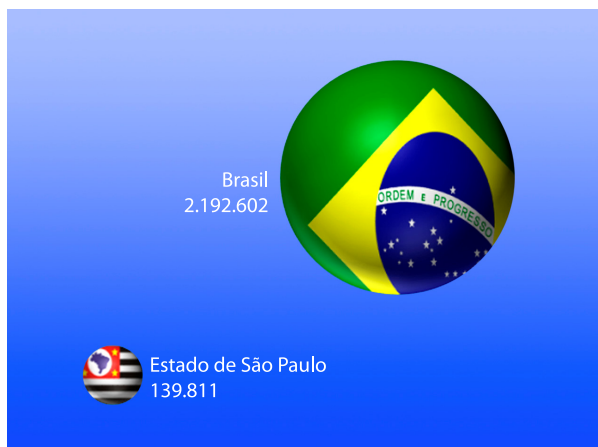 Brasil
2.192.602
ORDEM E PROGRESSO
Estado de São Paulo
139.811